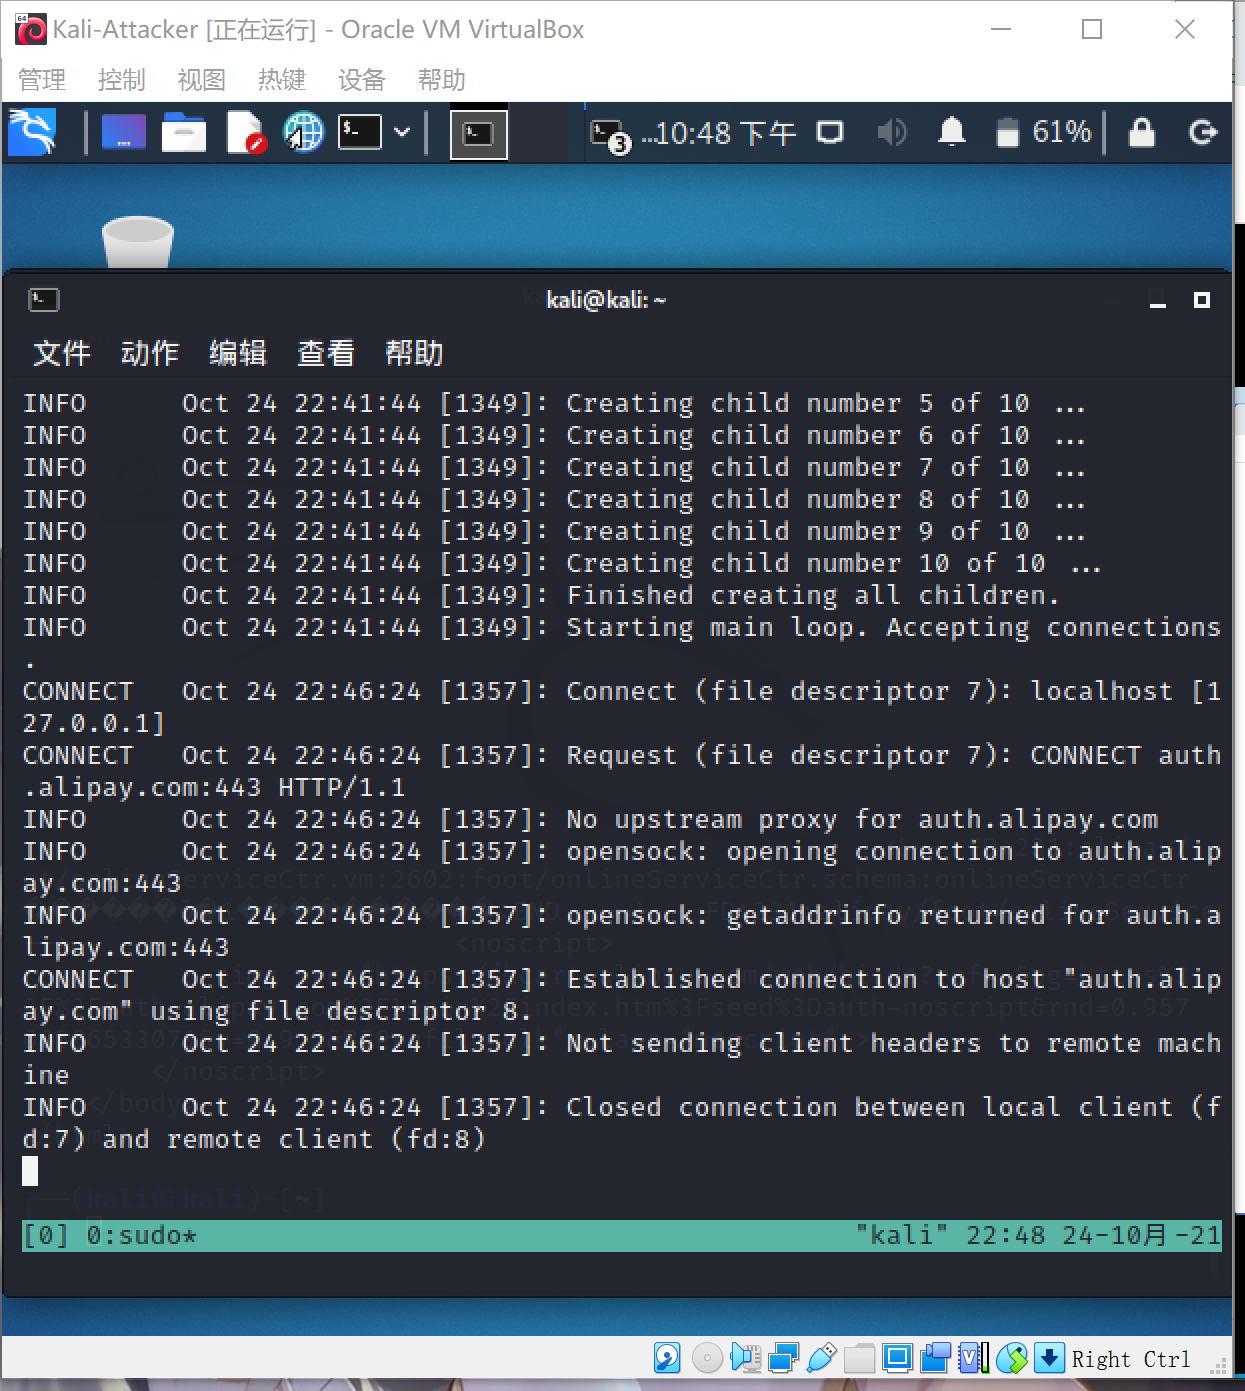 Kali-Attacker [正在运行] - Oracle VM VirtualBox
管理 控制 视图 热键 设备 帮助
3 ...10:48 下午 61%
kali@kali: ~
文件 动作 编辑 查看 帮助
INFO Oct 24 22:41:44 [1349]: Creating child number 5 of 10 ...
INFO Oct 24 22:41:44 [1349]: Creating child number 6 of 10 ...
INFO Oct 24 22:41:44 [1349]: Creating child number 7 of 10 ...
INFO Oct 24 22:41:44 [1349]: Creating child number 8 of 10 ...
INFO Oct 24 22:41:44 [1349]: Creating child number 9 of 10 ...
INFO Oct 24 22:41:44 [1349]: Creating child number 10 of 10 ...
INFO Oct 24 22:41:44 [1349]: Finished creating all children.
INFO Oct 24 22:41:44 [1349]: Starting main loop. Accepting connections
.
CONNECT Oct 24 22:46:24 [1357]: Connect (file descriptor 7): localhost [1
27.0.0.1]
CONNECT Oct 24 22:46:24 [1357]: Request (file descriptor 7): CONNECT auth
.alipay.com:443 HTTP/1.1
INFO Oct 24 22:46:24 [1357]: No upstream proxy for auth.alipay.com
INFO Oct 24 22:46:24 [1357]: opensock: opening connection to auth.alip
ay.com:443
INFO Oct 24 22:46:24 [1357]: opensock: getaddrinfo returned for auth.a
lipay.com:443
CONNECT Oct 24 22:46:24 [1357]: Established connection to host "auth.alip
ay.com" using file descriptor 8.
INFO Oct 24 22:46:24 [1357]: Not sending client headers to remote mach
ine
INFO Oct 24 22:46:24 [1357]: Closed connection between local client (f
d:7) and remote client (fd:8)
[0] 0:sudo* "kali" 22:48 24-10月-21
Right Ctrl